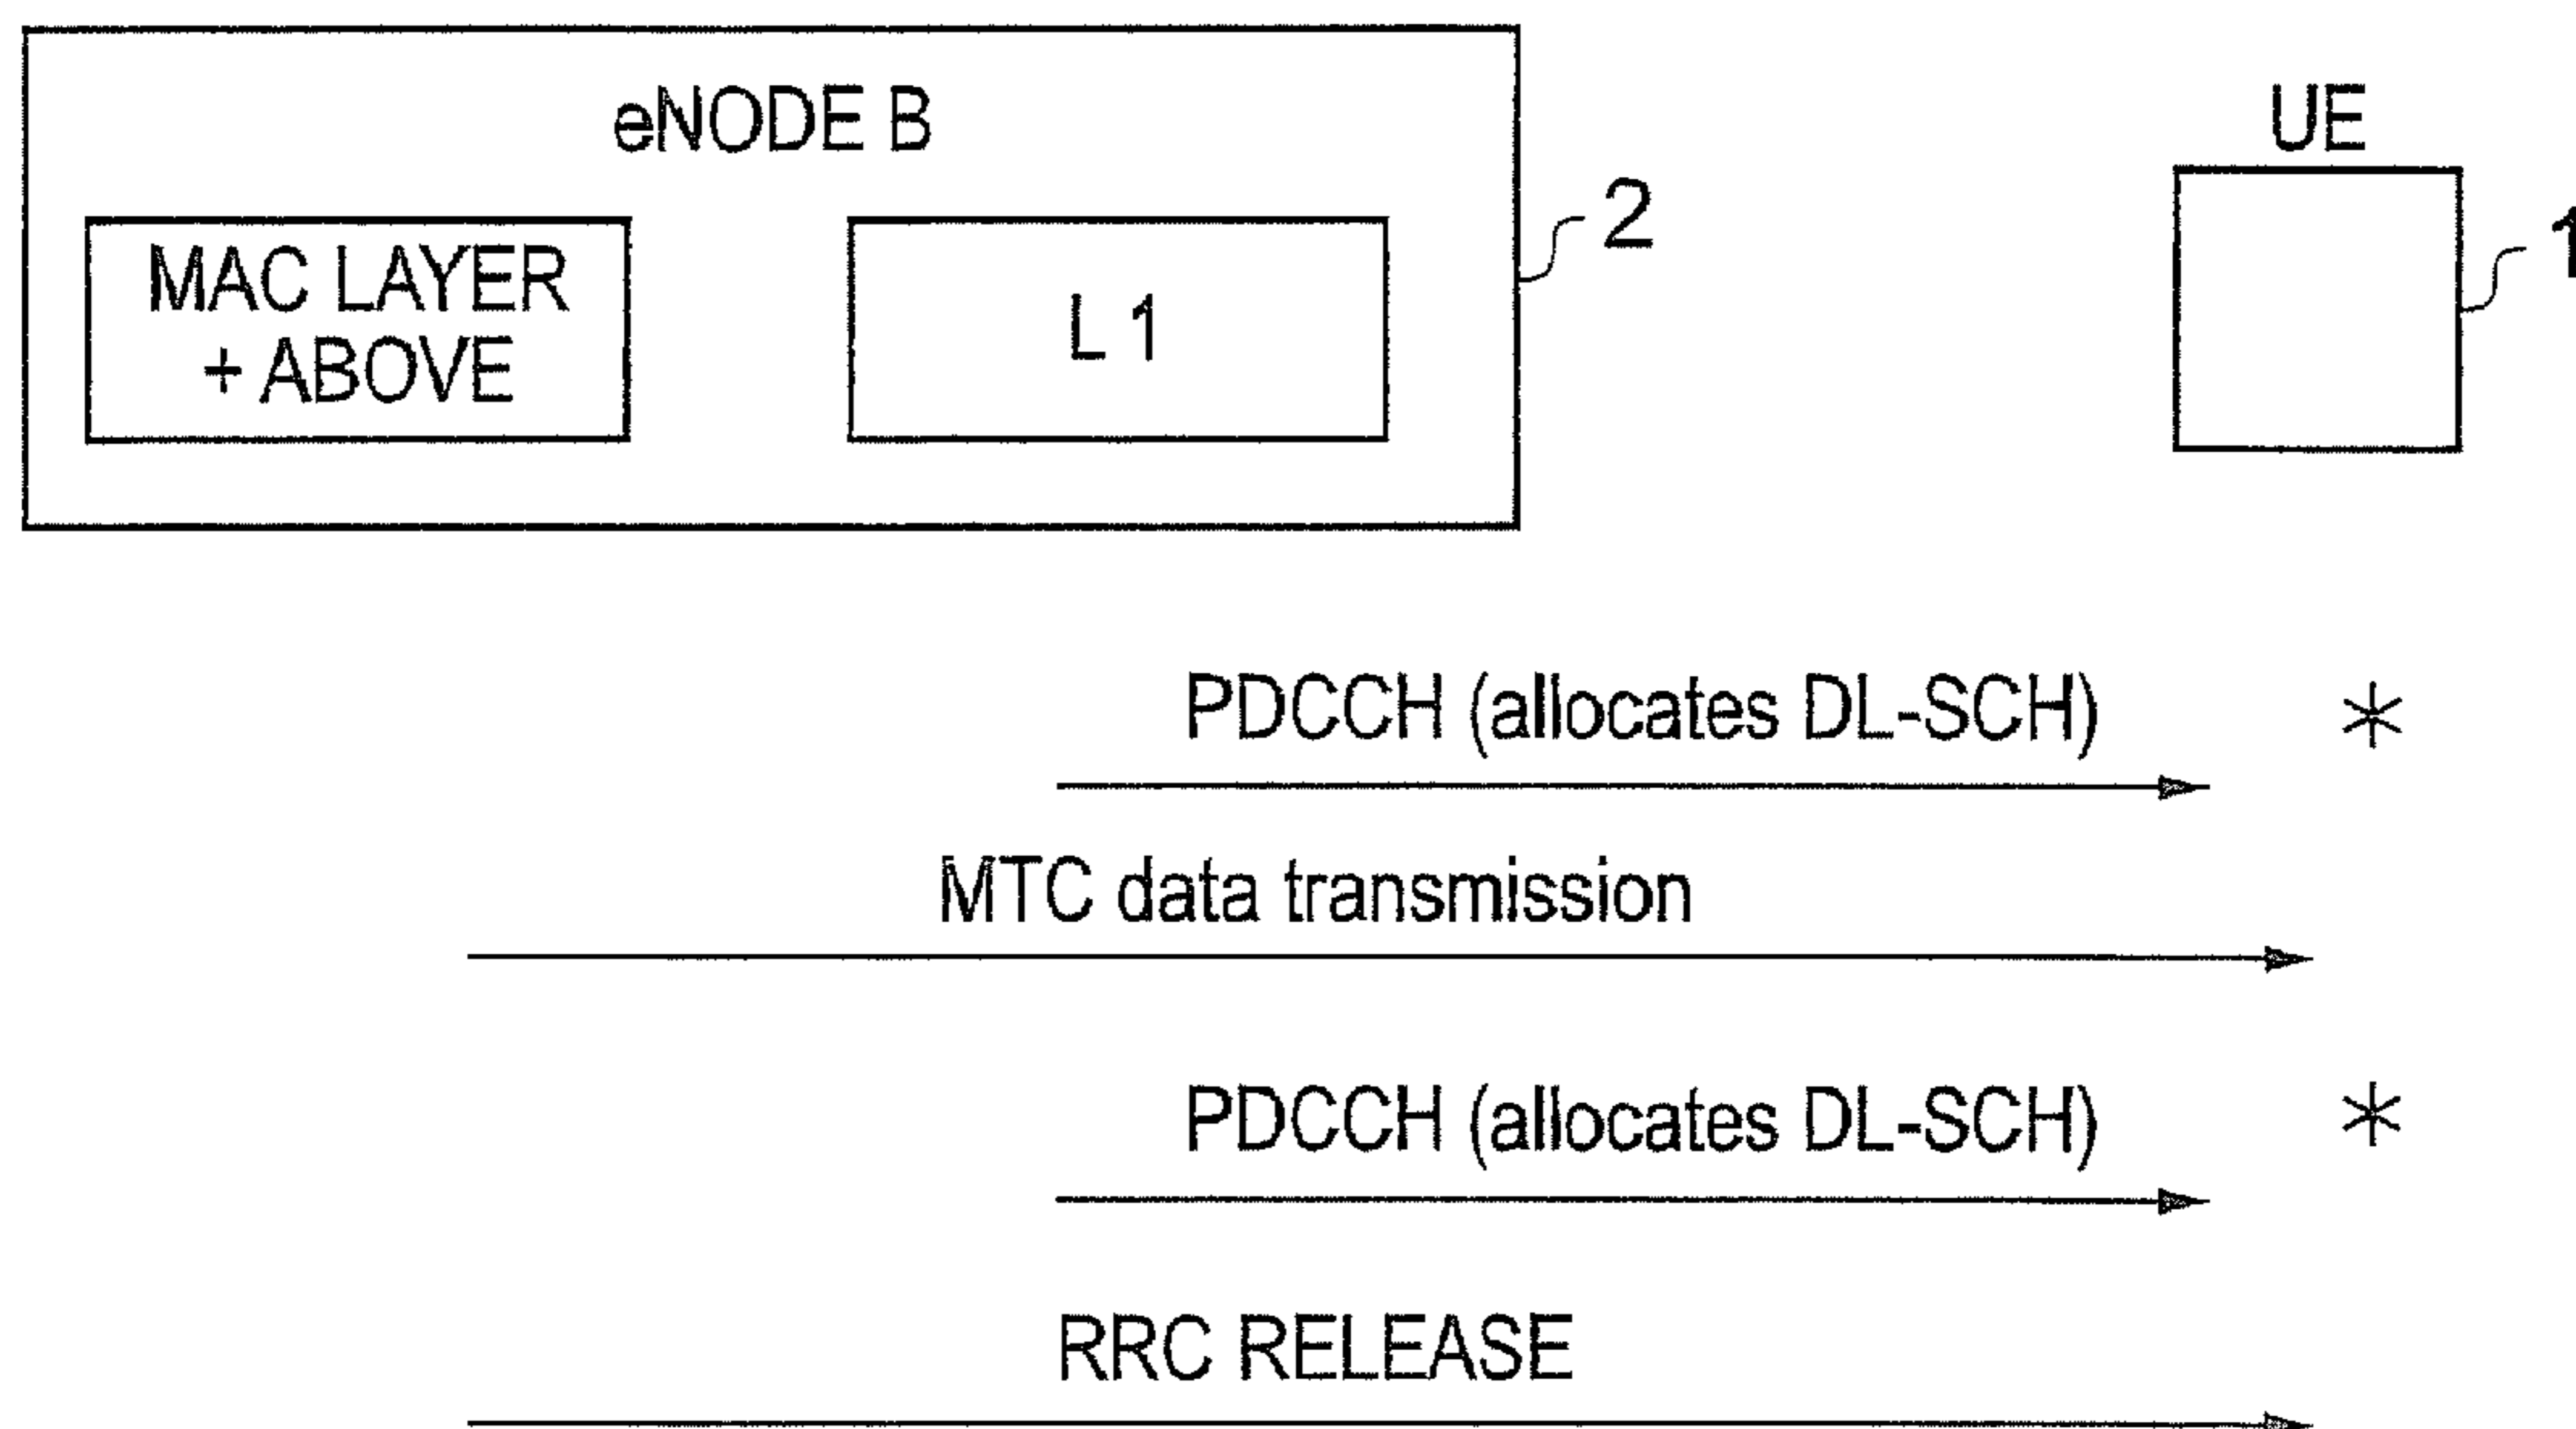 eNODE B
UE
MAC LAYER
+ ABOVE
L 1
2
1
PDCCH (allocates DL-SCH)
*
MTC data transmission
PDCCH (allocates DL-SCH)
*
RRC RELEASE